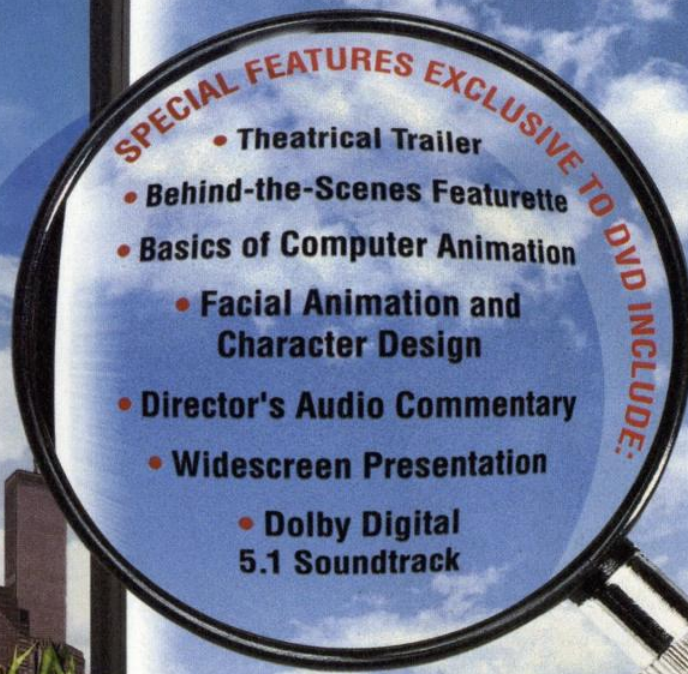 SPECIAL FEATURES EXCLUSIVE TO DVD INCLUDE:
• Theatrical Trailer
• Behind-the-Scenes Featurette
• Basics of Computer Animation
• Facial Animation and
Character Design
• Director's Audio Commentary
• Widescreen Presentation
• Dolby Digital
5.1 Soundtrack